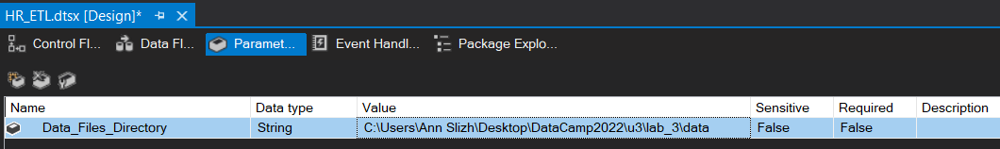 HR_ETL.dtsx [Design]*
Control Fl... Data Fl... Paramet... Event Handl... Package Explo...
Name Data type Value Sensitive Required Description
Data_Files_Directory String C:\Users\Ann Slizh\Desktop\DataCamp2022\u3\lab_3\data False False